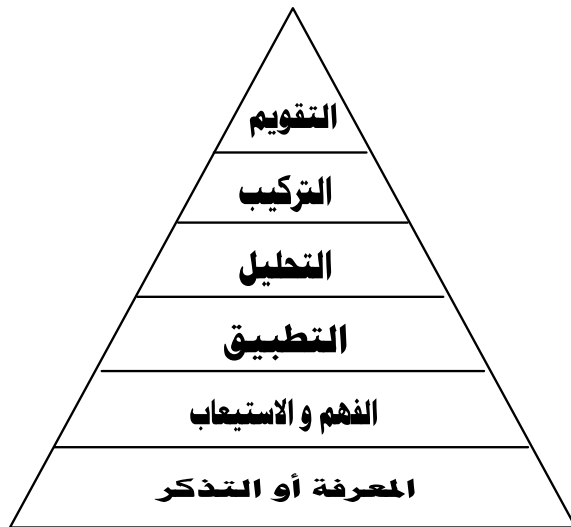 التقويم
التركيب
التحليل
التطبيق
الفهم و الاستيعاب
المعرفة أو التذكر